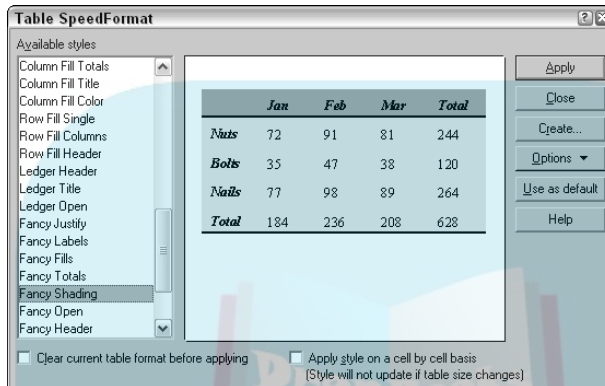 Table SpeedFormat
Available styles
Column Fill Totals
Column Fill Title
Column Fill Color
Row Fill Single
Row Fill Columns
Row Fill Header
Ledger Header
Ledger Title
Ledger Open
Fancy Justify
Fancy Labels
Fancy Fills
Fancy Totals
Fancy Shading
Fancy Open
Fancy Header
Jan Feb Mar Total
Nuts 72 91 81 244
Bolts 35 47 38 120
Nails 77 98 89 264
Total 184 236 208 628
Apply
Close
Create...
Options
Use as default
Help
Clear current table format before applying
Apply style on a cell by cell basis
(Style will not update if table size changes)